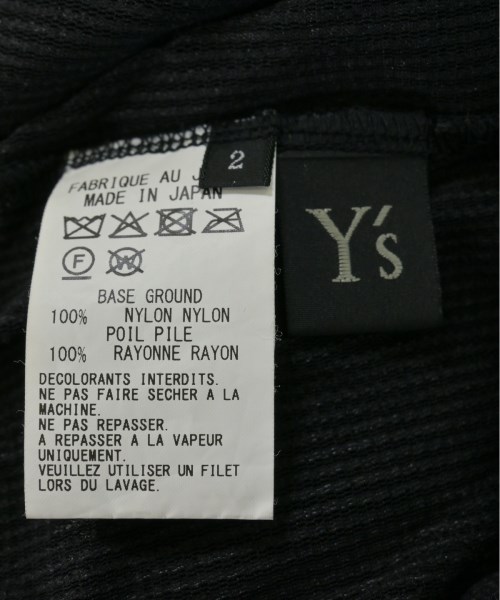 2
Y's
FABRIQUE AU
MADE IN JAPAN
F
W
BASE GROUND
100% NYLON NYLON
POIL PILE
100% RAYONNE RAYON
DECOLORANTS INTERDITS.
NE PAS FAIRE SECHER A LA
MACHINE.
NE PAS REPASSER.
A REPASSER A LA VAPEUR
UNIQUEMENT.
VEUILLEZ UTILISER UN FILET
LORS DU LAVAGE.